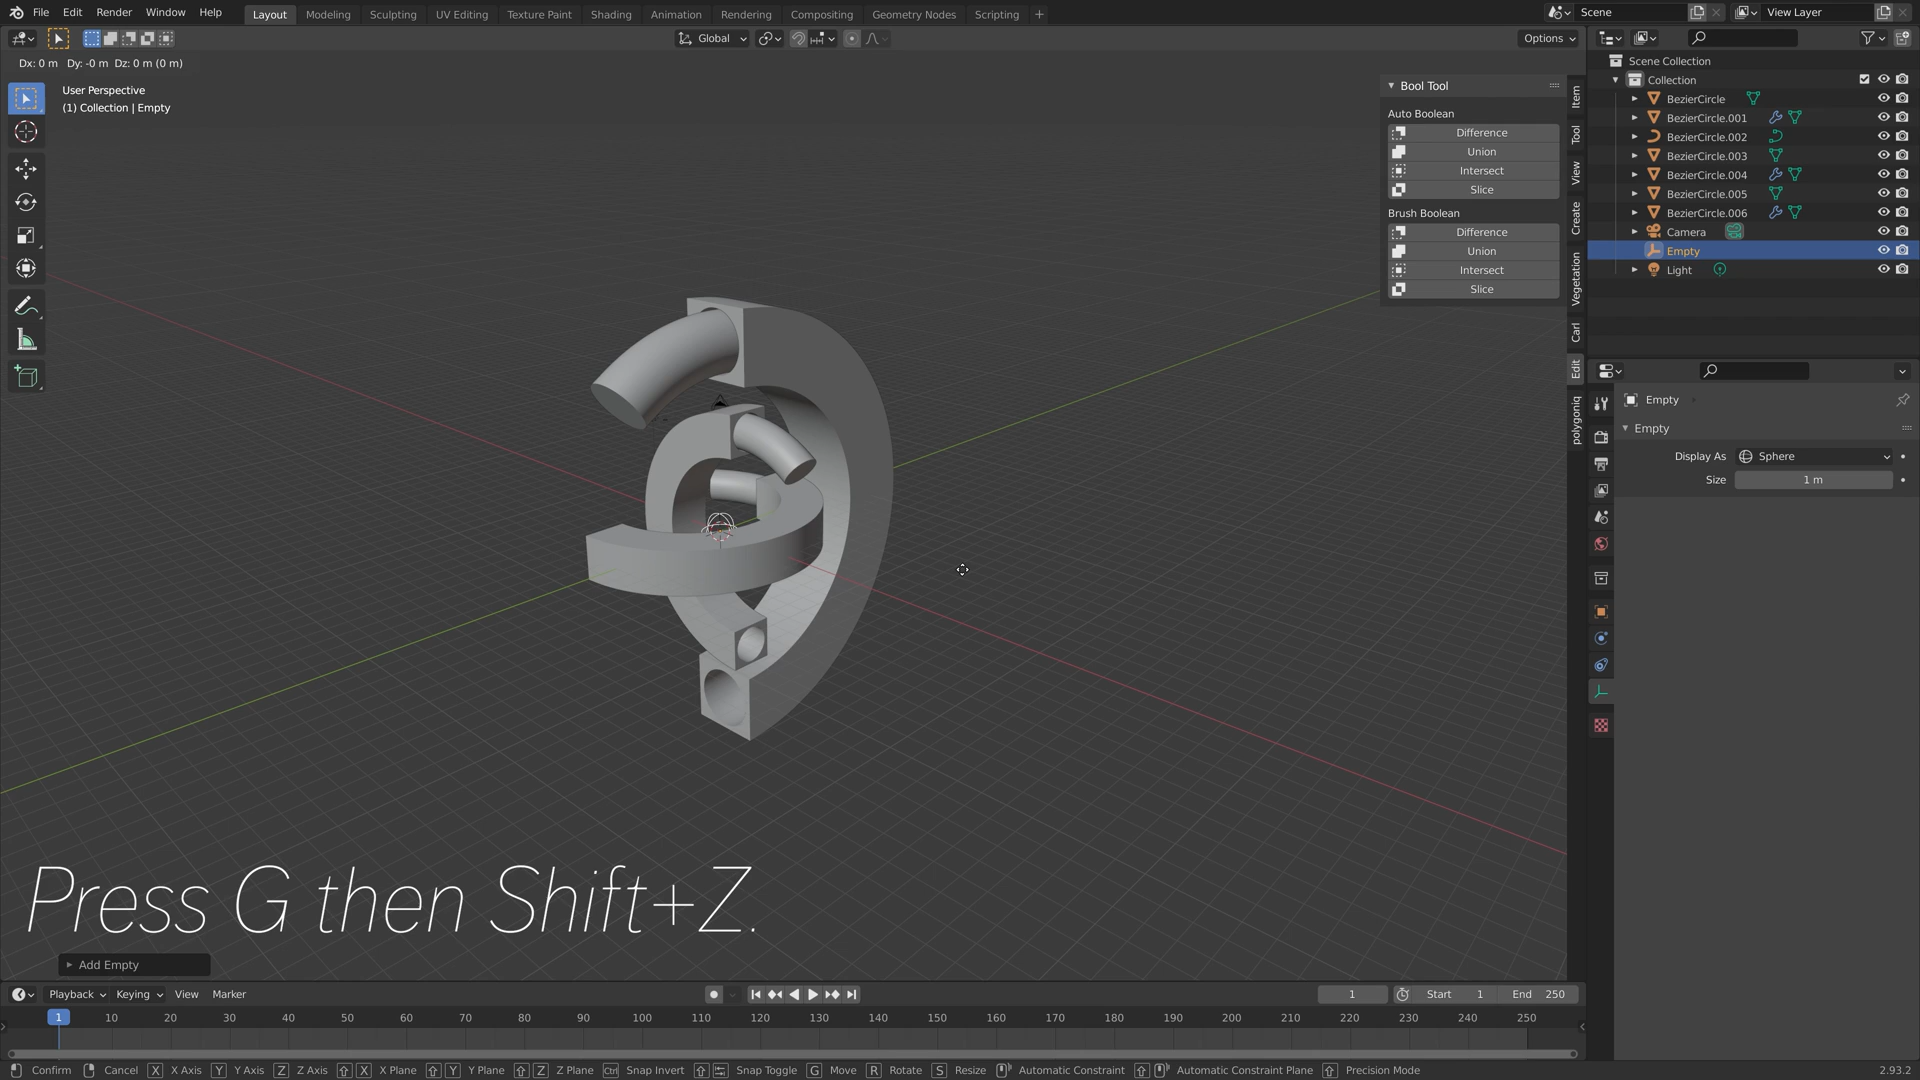 File Edit Render Window Help
Layout Modeling Sculpting UV Editing Texture Paint Shading Animation Rendering Compositing Geometry Nodes Scripting +
Scene
View Layer
Global
Options
Dx: 0 m Dy: -0 m Dz: 0 m (0 m)
User Perspective
(1) Collection | Empty
Bool Tool
Auto Boolean
Difference
Union
Intersect
Slice
Brush Boolean
Difference
Union
Intersect
Slice
Item
Tool
View
Create
Vegetation
Carl
Edit
polygoniq
Scene Collection
Collection
BezierCircle
BezierCircle.001
BezierCircle.002
BezierCircle.003
BezierCircle.004
BezierCircle.005
BezierCircle.006
Camera
Empty
Light
Empty
Empty
Display As Sphere
Size 1 m
Press G then Shift+Z.
Add Empty
Playback Keying View Marker
1 Start 1 End 250
1 10 20 30 40 50 60 70 80 90 100 110 120 130 140 150 160 170 180 190 200 210 220 230 240 250
Confirm Cancel X X Axis Y Y Axis Z Z Axis X X Plane Y Y Plane Z Z Plane Ctrl Snap Invert Snap Toggle G Move R Rotate S Resize Automatic Constraint Automatic Constraint Plane Precision Mode 2.93.2